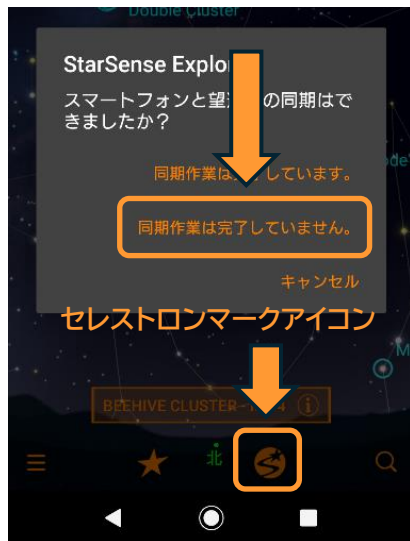 Double Cluster
StarSense Explo
スマートフォンと望 の同期はで
きましたか？
同期作業は しています。
同期作業は完了していません。
キャンセル
セレストロンマークアイコン
BEEHIVE CLUSTER
北